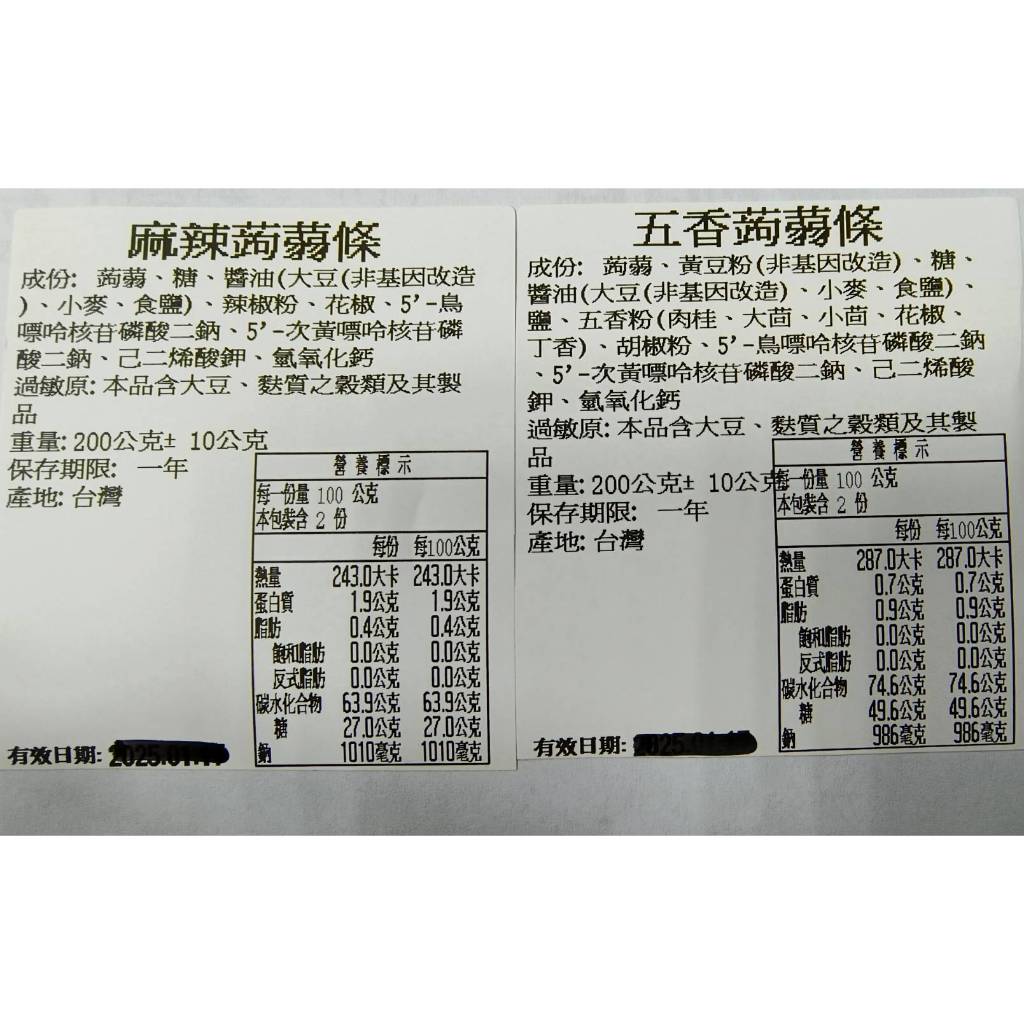 麻辣蒟蒻條
成份: 蒟蒻、糖、醬油(大豆(非基因改造
)、小麥、食鹽)、辣椒粉、花椒、5'-鳥
嘌呤核苷磷酸二鈉、5'-次黃嘌呤核苷磷
酸二鈉、己二烯酸鉀、氫氧化鈣
過敏原:本品含大豆、麩質之穀類及其製
品
重量:200公克± 10公克
保存期限: 一年
產地:台灣
營養標示
每一份量 100 公克
本包裝含 2 份
每份 每100公克
熱量 243.0大卡 243.0大卡
蛋白質 1.9公克 1.9公克
脂肪 0.4公克 0.4公克
飽和脂肪 0.0公克 0.0公克
反式脂肪 0.0公克 0.0公克
碳水化合物 63.9公克 63.9公克
糖 27.0公克 27.0公克
鈉 1010毫克 1010毫克
有效日期:
五香蒟蒻條
成份: 蒟蒻、黃豆粉(非基因改造)、糖、
醬油(大豆(非基因改造)、小麥、食鹽)、
鹽、五香粉(肉桂、大茴、小茴、花椒、
丁香)、胡椒粉、5'-鳥嘌呤核苷磷酸二鈉
、5'-次黃嘌呤核苷磷酸二鈉、己二烯酸
鉀、氫氧化鈣
過敏原:本品含大豆、麩質之穀類及其製
品
重量:200公克± 10公克
保存期限: 一年
產地:台灣
營養標示
每一份量 100 公克
本包裝含 2 份
每份 每100公克
熱量 287.0大卡 287.0大卡
蛋白質 0.7公克 0.7公克
脂肪 0.9公克 0.9公克
飽和脂肪 0.0公克 0.0公克
反式脂肪 0.0公克 0.0公克
碳水化合物 74.6公克 74.6公克
糖 49.6公克 49.6公克
鈉 986毫克 986毫克
有效日期: